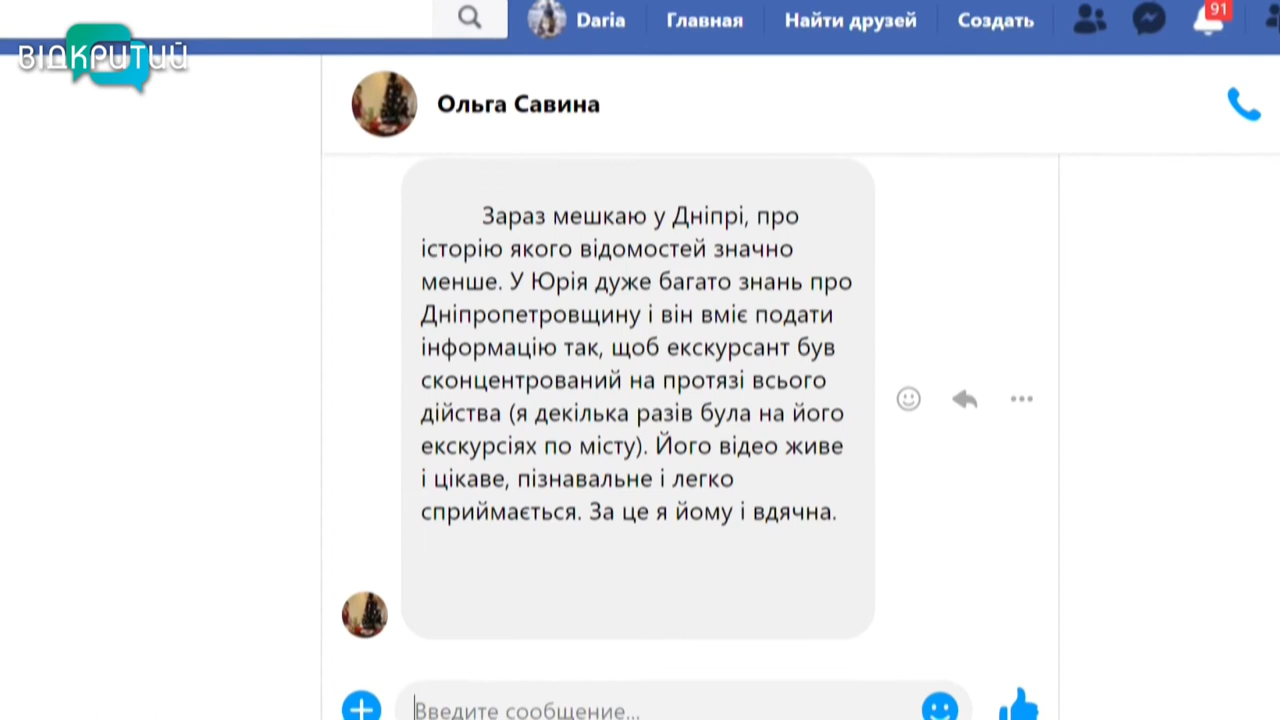 91
Daria Главная Найти друзей Создать
ВІДКРИТИЙ
Ольга Савина
Зараз мешкаю у Дніпрі, про
історію якого відомостей значно
менше. У Юрія дуже багато знань про
Дніпропетровщину і він вміє подати
інформацію так, щоб екскурсант був
сконцентрований на протязі всього
дійства (я декілька разів була на його
екскурсіях по місту). Його відео живе
і цікаве, пізнавальне і легко
сприймається. За це я йому і вдячна.
Введите сообщение...